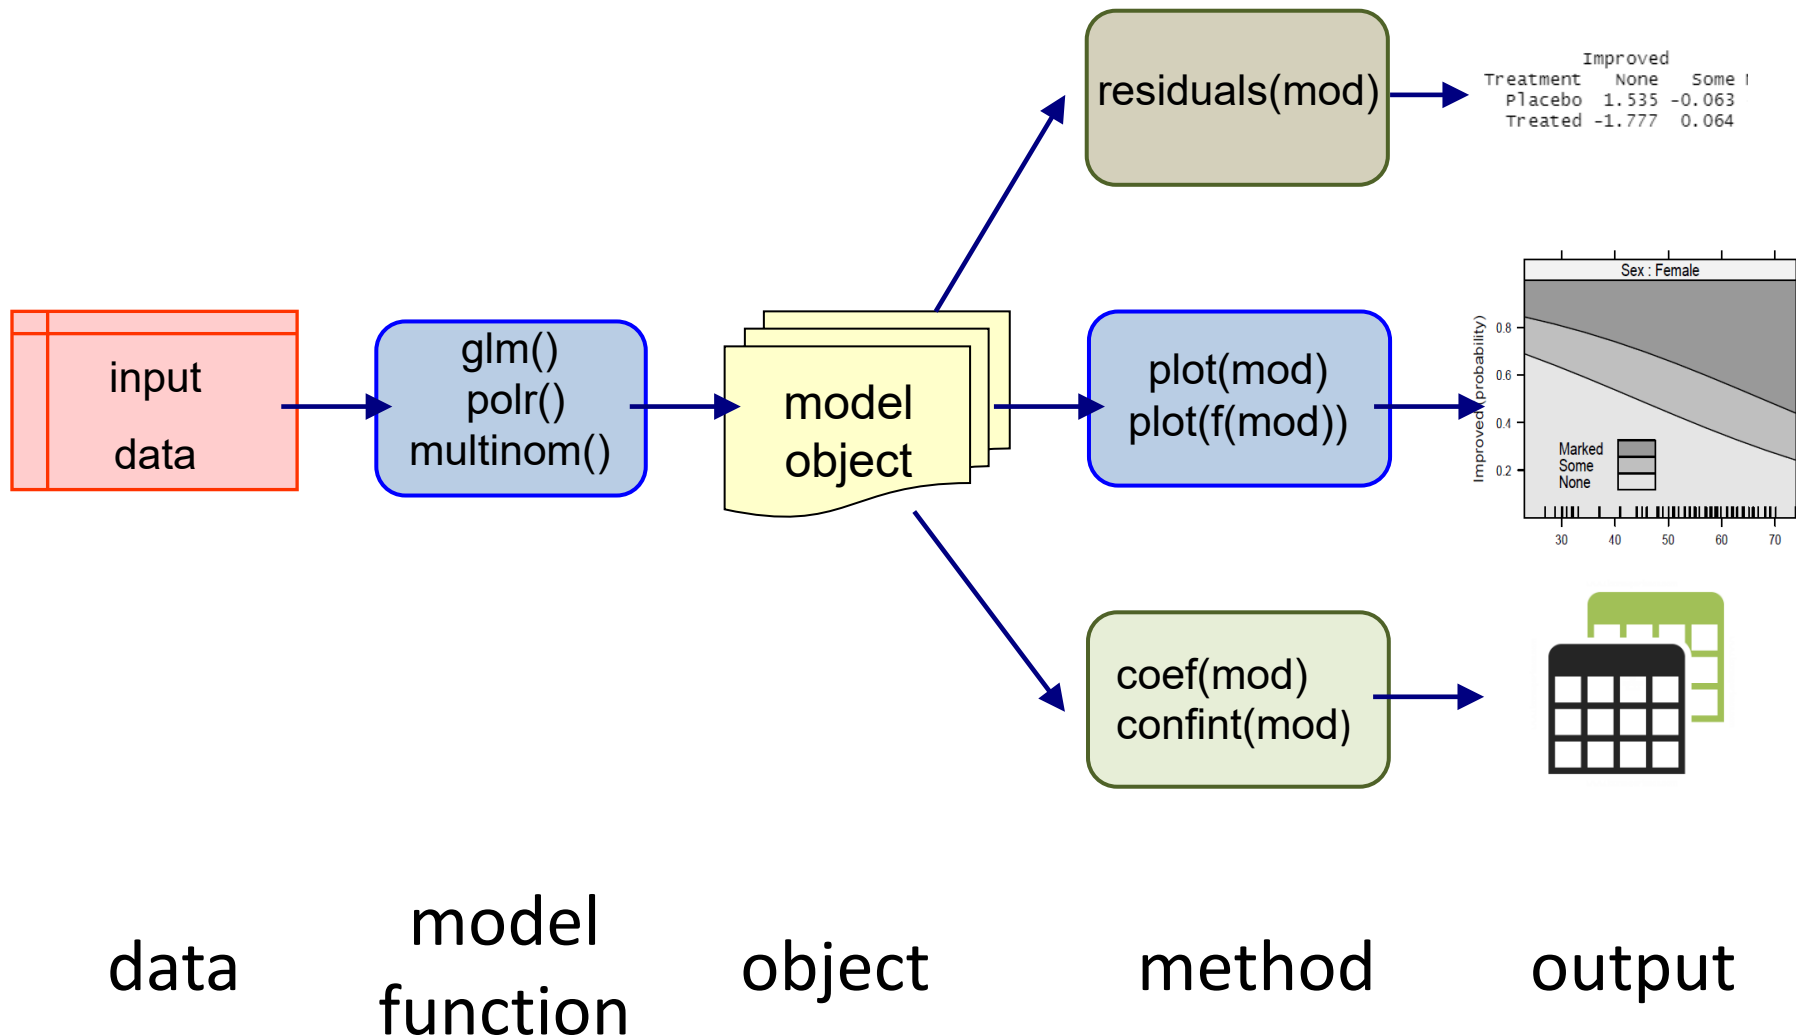 residuals(mod)
Improved
Treatment None Some
Placebo 1.535 -0.063
Treated -1.777 0.064
input
data
glm()
polr()
multinom()
model
object
plot(mod)
plot(f(mod))
Sex : Female
Improved (probability)
0.8
0.6
0.4
0.2
Marked
Some
None
30 40 50 60 70
coef(mod)
confint(mod)
data
model
function
object
method
output